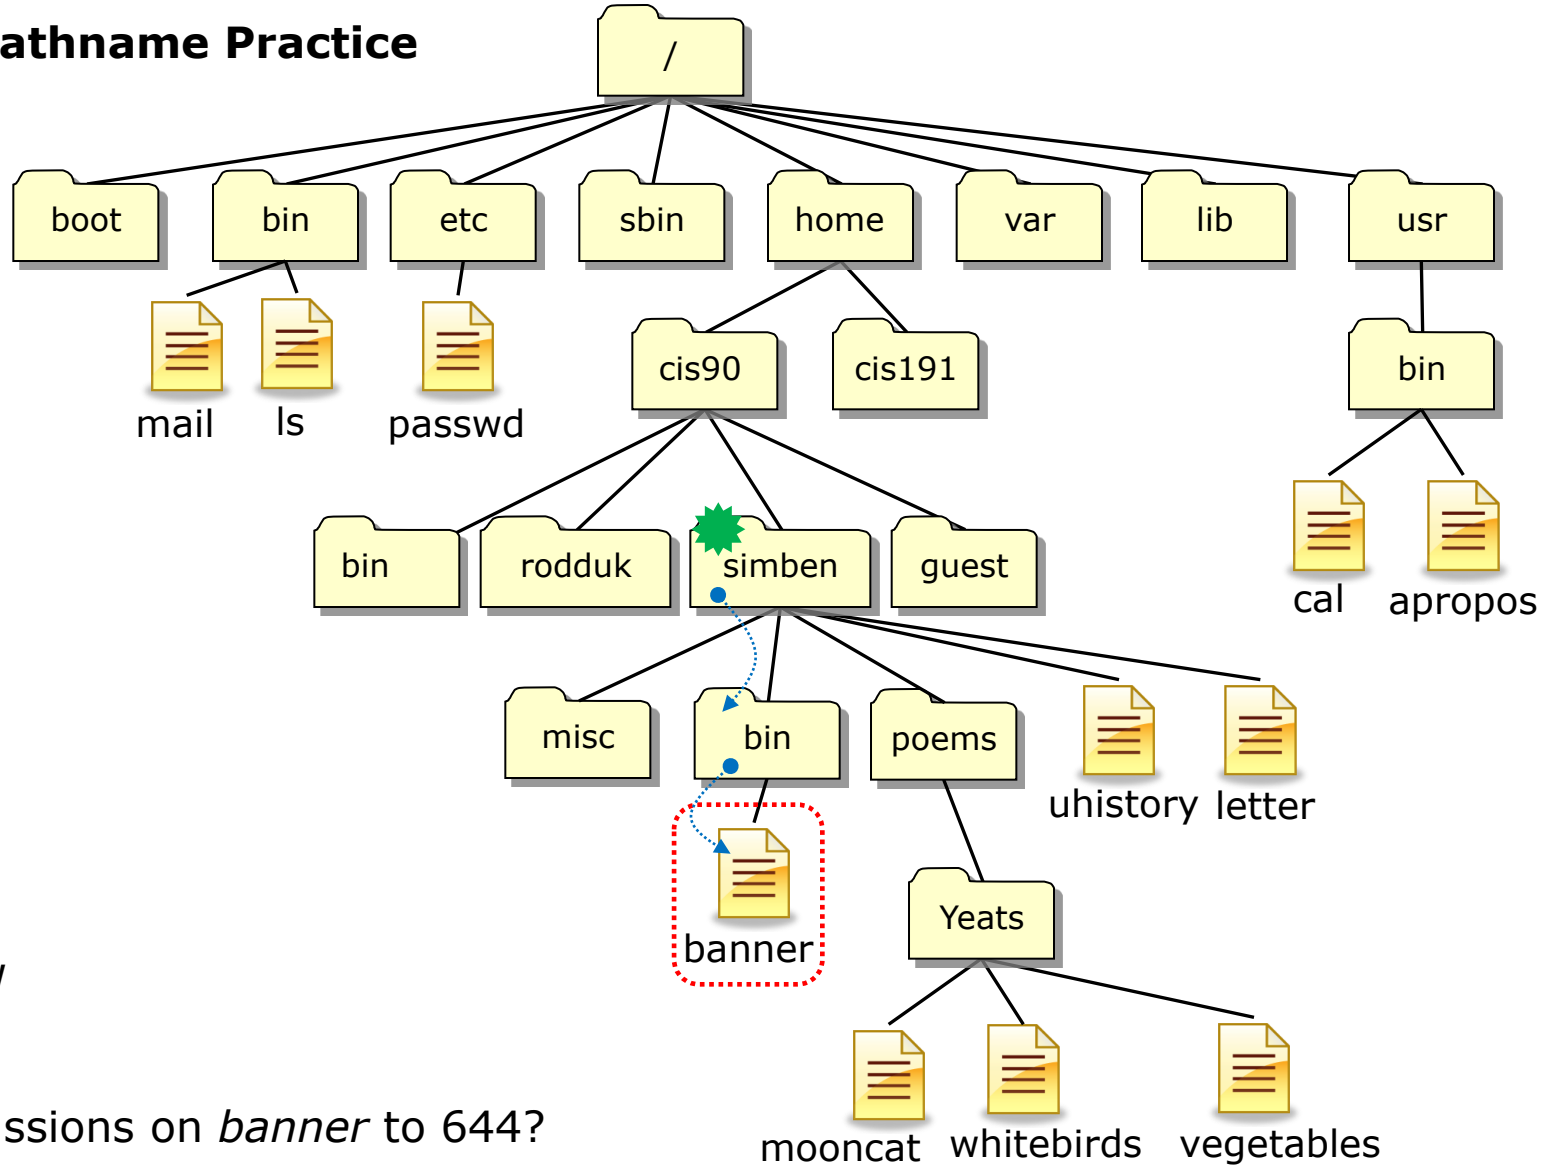 athname Practice
/
boot bin etc sbin home var lib usr
mail ls passwd
cis90 cis191 bin
bin rodduk simben guest
cal apropos
misc bin poems
uhistory letter
banner
Yeats
ssions on banner to 644?
mooncat whitebirds vegetables